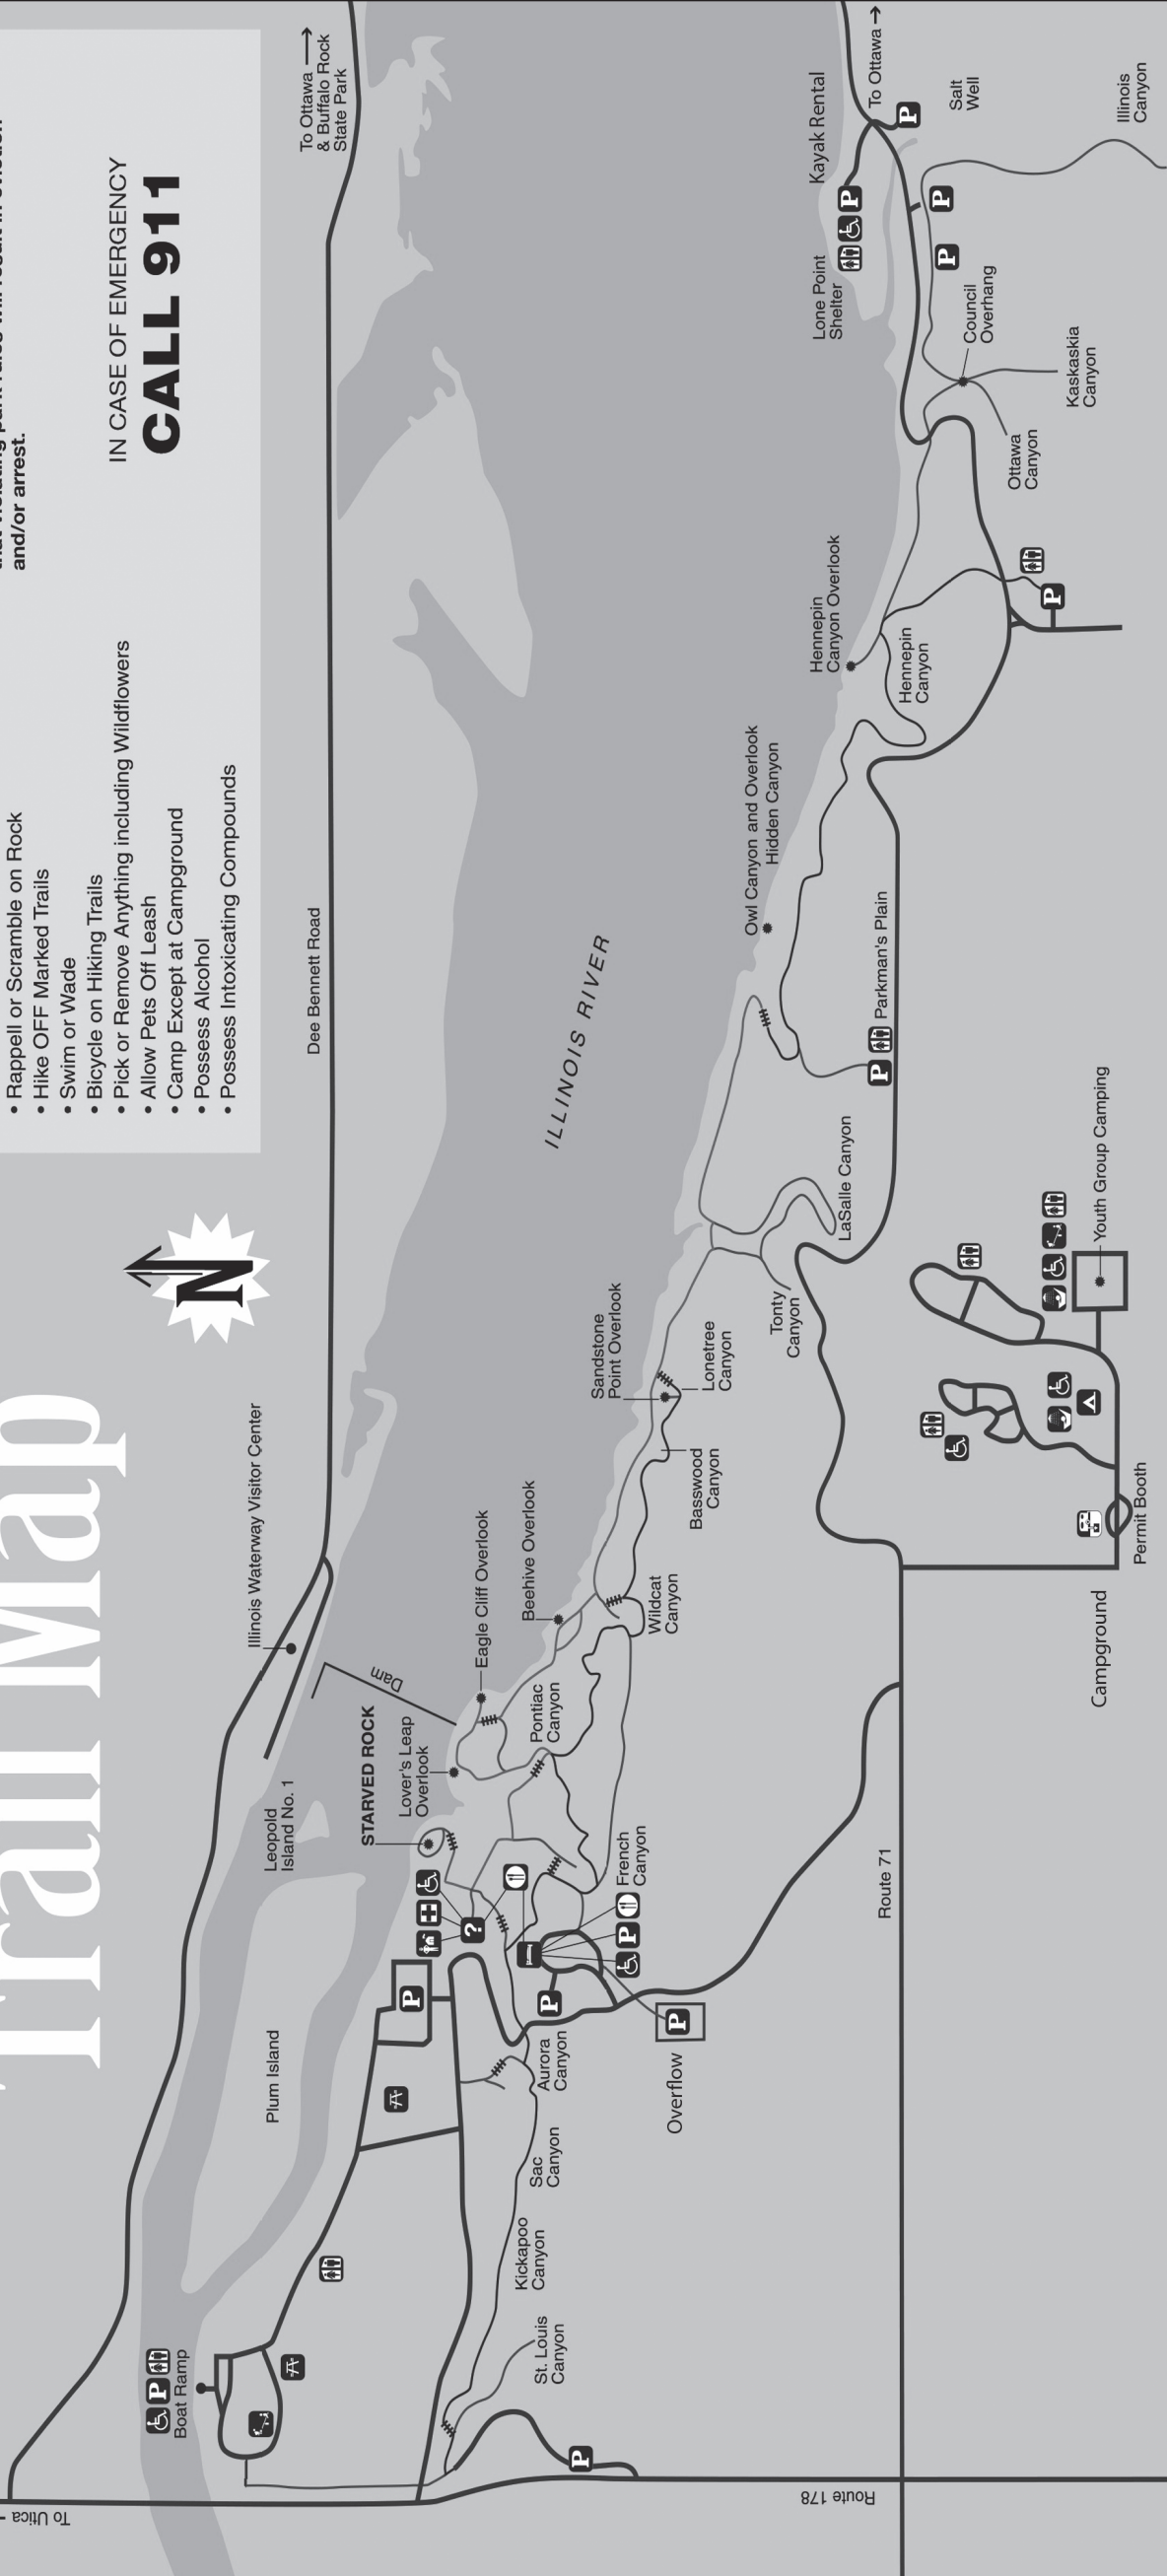 Trail Map
N
and/or arrest.
IN CASE OF EMERGENCY
CALL 911
• Rappell or Scramble on Rock
• Hike OFF Marked Trails
• Swim or Wade
• Bicycle on Hiking Trails
• Pick or Remove Anything including Wildflowers
• Allow Pets Off Leash
• Camp Except at Campground
• Possess Alcohol
• Possess Intoxicating Compounds
To Utica
To Ottawa
& Buffalo Rock
State Park
Dee Bennett Road
Illinois Waterway Visitor Center
Dam
Leopold
Island No. 1
Plum Island
ILLINOIS RIVER
Boat Ramp
P
STARVED ROCK
Lover's Leap
Overlook
Eagle Cliff Overlook
Beehive Overlook
Sandstone
Point Overlook
Owl Canyon and Overlook
Hidden Canyon
Hennepin
Canyon Overlook
Lone Point
Shelter
Kayak Rental
P
To Ottawa
P
Salt
Well
P
P
Illinois
Canyon
Council
Overhang
Kaskaskia
Canyon
Ottawa
Canyon
Hennepin
Canyon
P
Parkman's Plain
P
LaSalle Canyon
Tonty
Canyon
Lonetree
Canyon
Basswood
Canyon
Wildcat
Canyon
Pontiac
Canyon
French
Canyon
?
P
P
P
P
Overflow
Aurora
Canyon
Sac
Canyon
Kickapoo
Canyon
St. Louis
Canyon
P
Route 178
Route 71
Campground
Permit Booth
Youth Group Camping